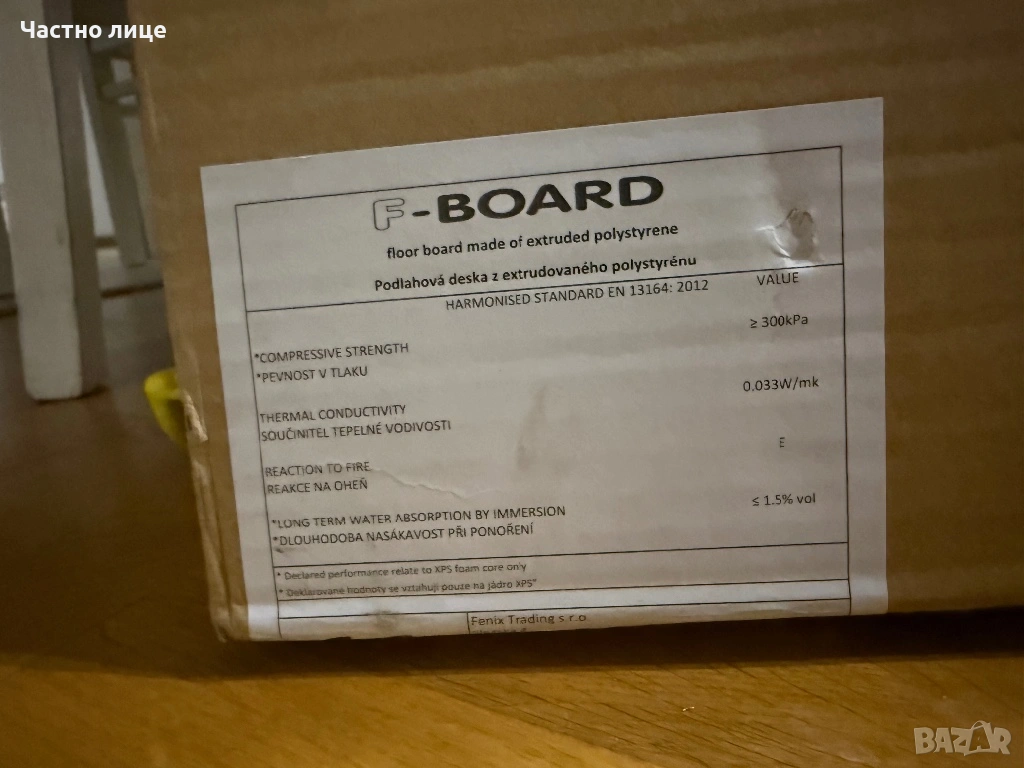 Частно лице
F-BOARD
floor board made of extruded polystyrene
Podlahová deska z extrudovaného polystyrénu
HARMONISED STANDARD EN 13164: 2012 VALUE
≥ 300kPa
*COMPRESSIVE STRENGTH
*PEVNOST V TLAKU
0.033W/mk
THERMAL CONDUCTIVITY
SOUČINITEL TEPELNÉ VODIVOSTI
E
REACTION TO FIRE
REAKCE NA OHEŇ
≤ 1.5% vol
*LONG TERM WATER ABSORPTION BY IMMERSION
*DLOUHODOBA NASÁKAVOST PŘI PONOŘENÍ
* Declared performance relate to XPS foam core only
* Deklarované hodnoty se vztahují pouze na jádro XPS"
Fenix Trading s.r.o.
BAZAR